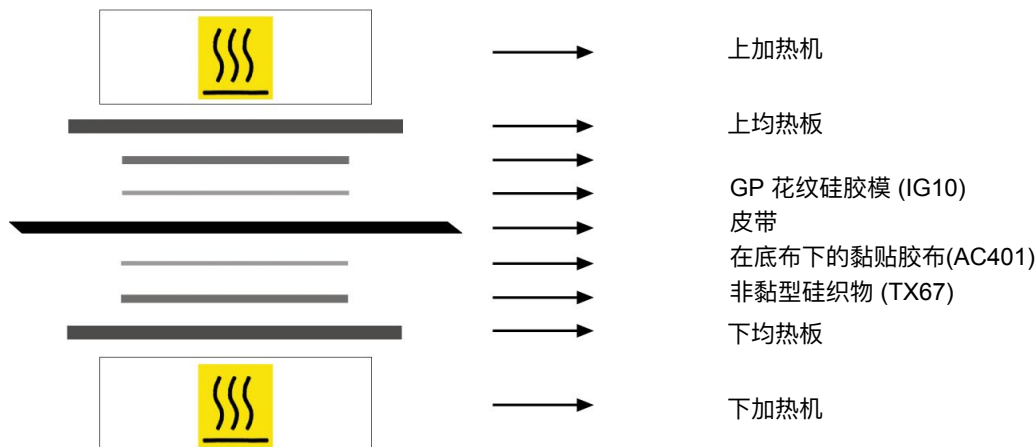 上加热机
上均热板
GP 花纹硅胶模 (IG10)
皮带
在底布下的黏贴胶布(AC401)
非黏型硅织物 (TX67)
下均热板
下加热机